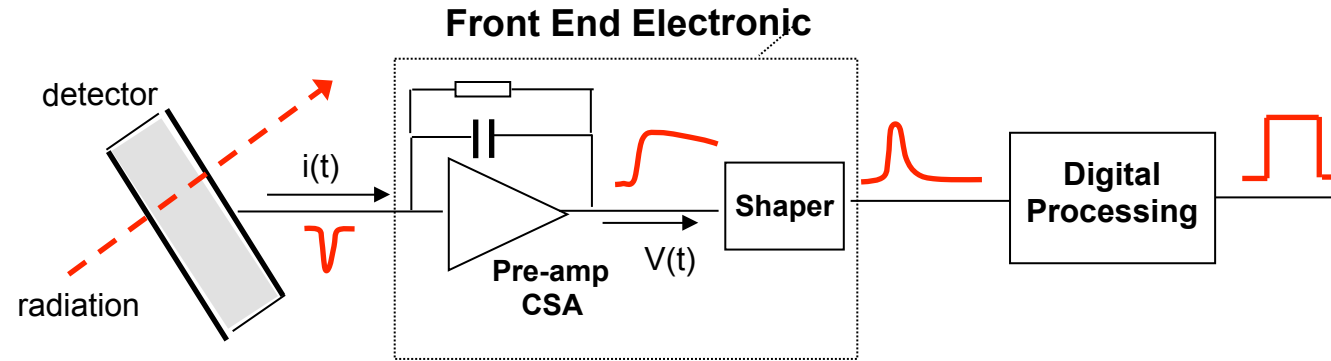 Front End Electronic
detector
i(t)
radiation
Pre-amp
CSA
V(t)
Shaper
Digital
Processing